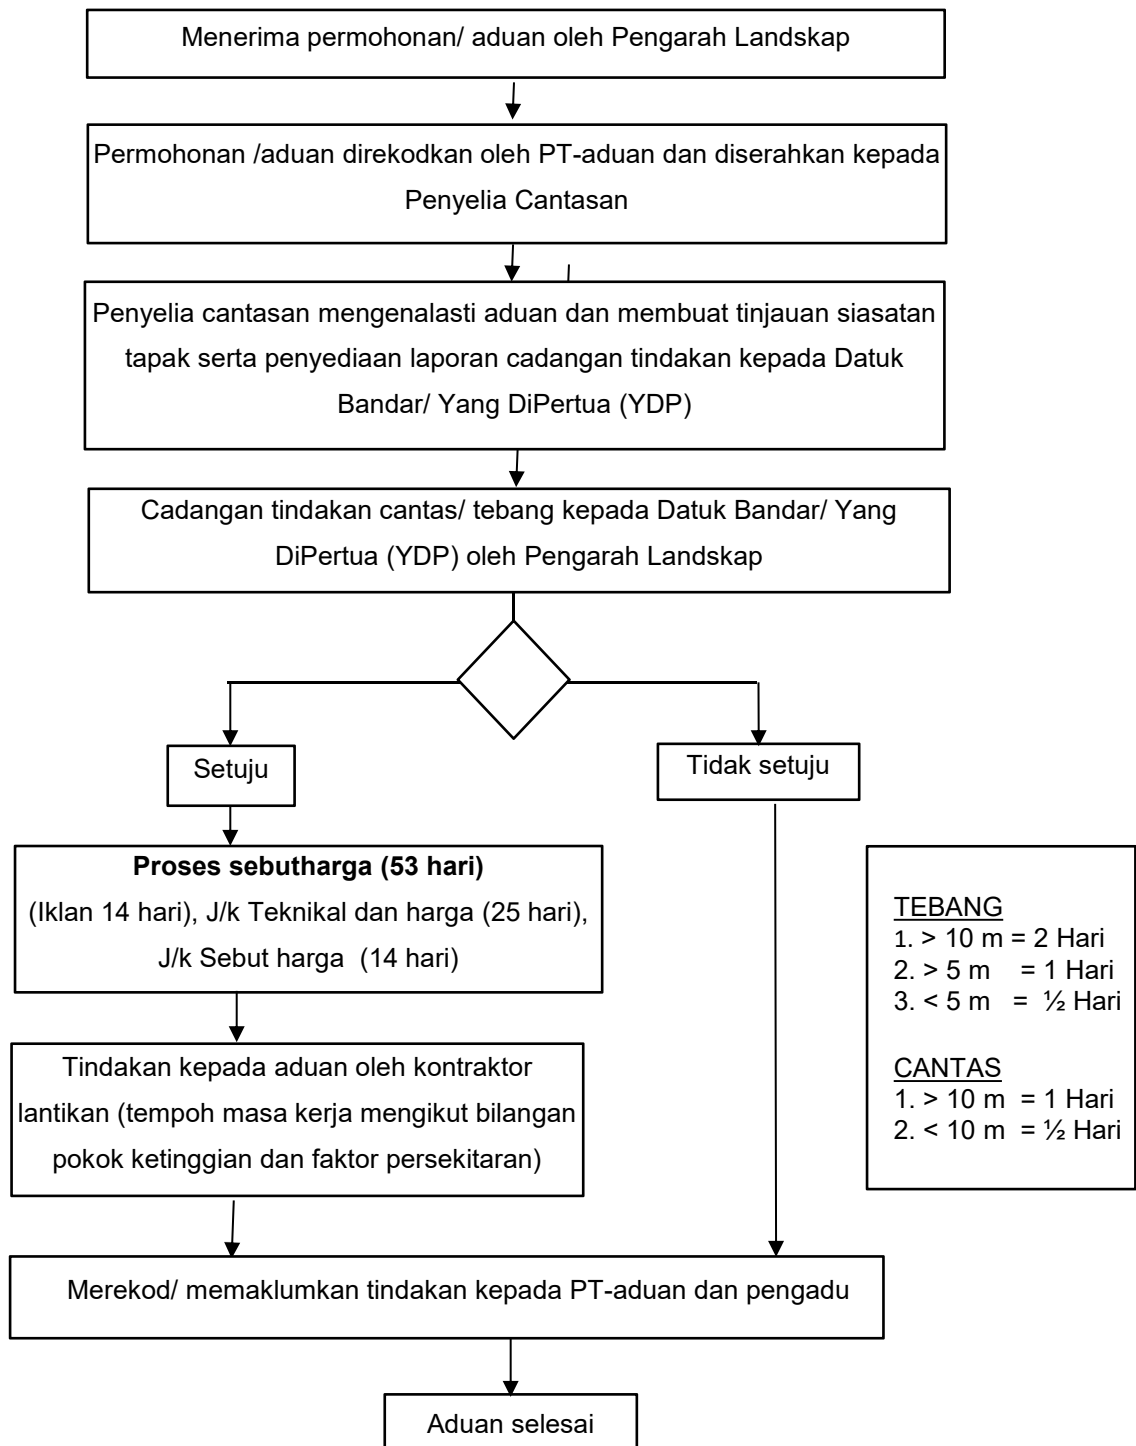 Menerima permohonan/ aduan oleh Pengarah Landskap
Permohonan /aduan direkodkan oleh PT-aduan dan diserahkan kepada
Penyelia Cantasan
Penyelia cantasan mengenalasti aduan dan membuat tinjauan siasatan
tapak serta penyediaan laporan cadangan tindakan kepada Datuk
Bandar/ Yang DiPertua (YDP)
Cadangan tindakan cantas/ tebang kepada Datuk Bandar/ Yang
DiPertua (YDP) oleh Pengarah Landskap
Setuju
Tidak setuju
Proses sebutharga (53 hari)
(Iklan 14 hari), J/k Teknikal dan harga (25 hari),
J/k Sebut harga  (14 hari)
Tindakan kepada aduan oleh kontraktor
lantikan (tempoh masa kerja mengikut bilangan
pokok ketinggian dan faktor persekitaran)
TEBANG
1. > 10 m = 2 Hari
2. > 5 m = 1 Hari
3. < 5 m = ½ Hari
CANTAS
1. > 10 m = 1 Hari
2. < 10 m = ½ Hari
Merekod/ memaklumkan tindakan kepada PT-aduan dan pengadu
Aduan selesai